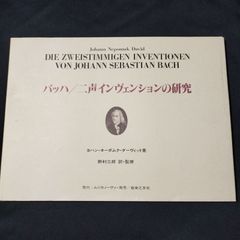 Johann Nepomuk David
DIE ZWEISTIMMIGEN INVENTIONEN
VON JOHANN SEBASTIAN BACH
バッハ/二声インヴェンションの研究
ヨハン・ネーポムク・ダーヴィット著
野村三郎 訳・監修